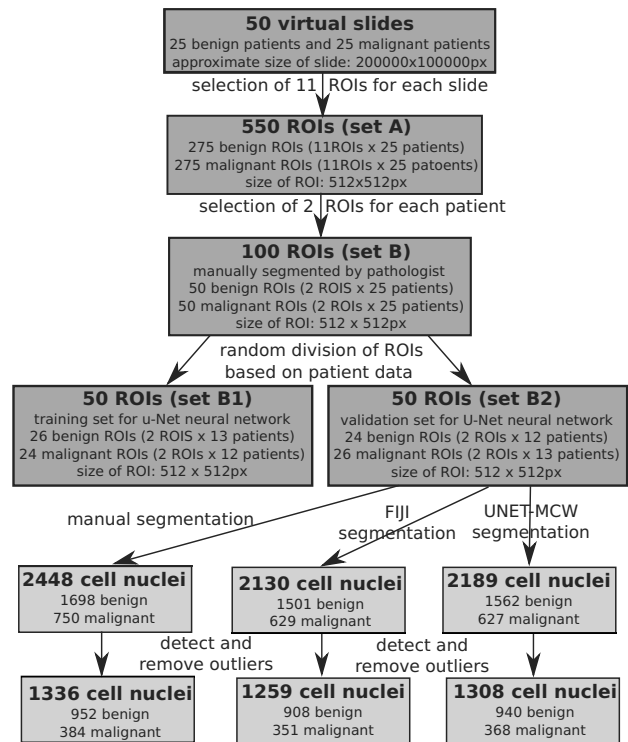 50 virtual slides
25 benign patients and 25 malignant patients
approximate size of slide: 200000x100000px
selection of 11 ROIs for each slide
550 ROIs (set A)
275 benign ROIs (11ROIs x 25 patients)
275 malignant ROIs (11ROIs x 25 patoents)
size of ROI: 512x512px
selection of 2 ROIs for each patient
100 ROIs (set B)
manually segmented by pathologist
50 benign ROIs (2 ROIS x 25 patients)
50 malignant ROIs (2 ROIs x 25 patients)
size of ROI: 512 x 512px
random division of ROIs
based on patient data
50 ROIs (set B1)
training set for u-Net neural network
26 benign ROIs (2 ROIS x 13 patients)
24 malignant ROIs (2 ROIs x 12 patients)
size of ROI: 512 x 512px
50 ROIs (set B2)
validation set for U-Net neural network
24 benign ROIs (2 ROIs x 12 patients)
26 malignant ROIs (2 ROIs x 13 patients)
size of ROI: 512 x 512px
manual segmentation
FIJI
segmentation
UNET-MCW
segmentation
2448 cell nuclei
1698 benign
750 malignant
2130 cell nuclei
1501 benign
629 malignant
2189 cell nuclei
1562 benign
627 malignant
detect and
remove outliers
detect and
remove outliers
1336 cell nuclei
952 benign
384 malignant
1259 cell nuclei
908 benign
351 malignant
1308 cell nuclei
940 benign
368 malignant